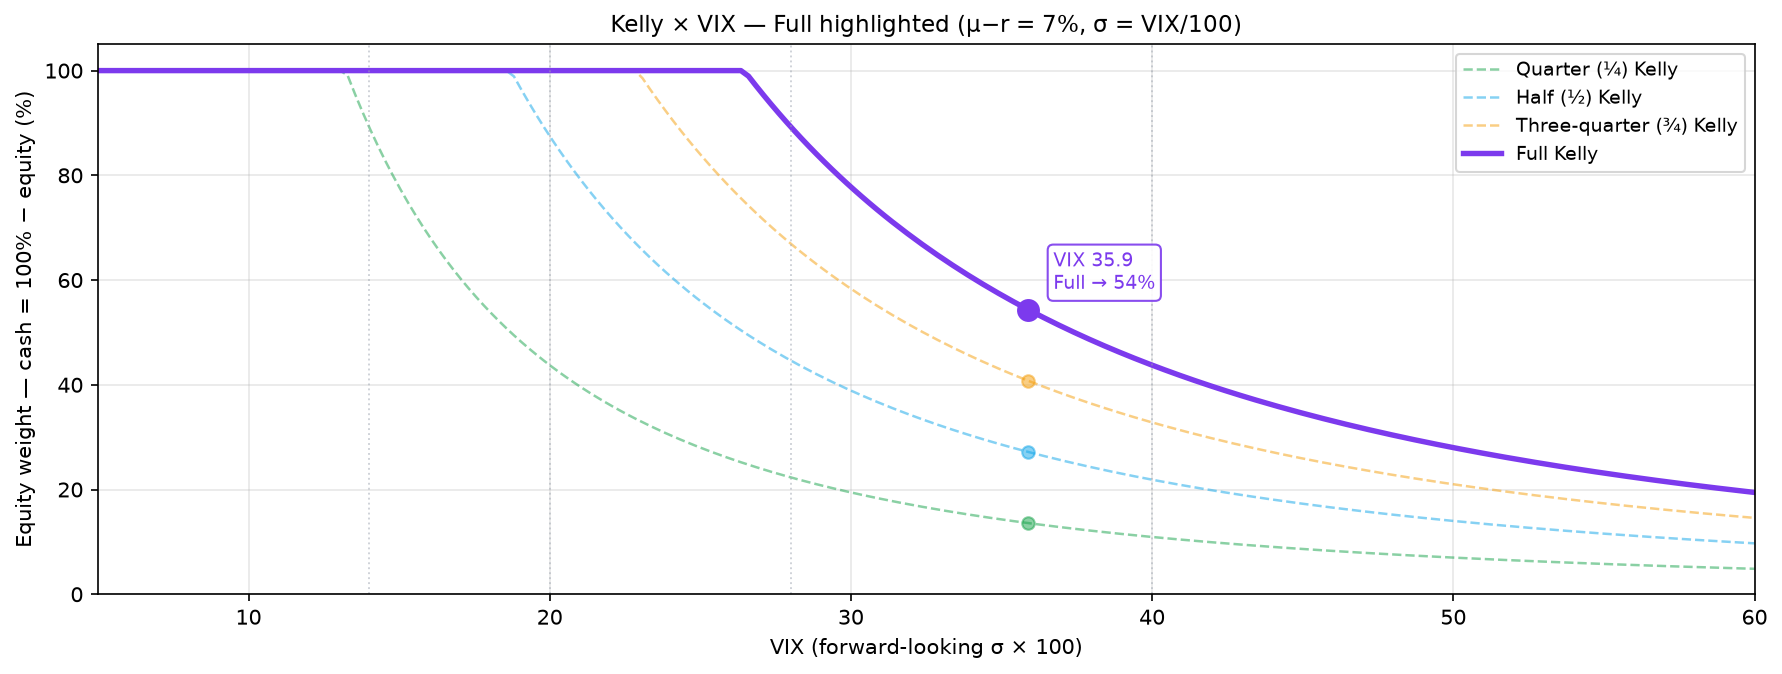 Kelly × VIX — Full highlighted (μ−r = 7%, σ = VIX/100)
Equity weight — cash = 100% − equity (%)
100
80
60
40
20
0
Quarter (¼) Kelly
Half (½) Kelly
Three-quarter (¾) Kelly
Full Kelly
VIX 35.9
Full → 54%
10
20
30
40
50
60
VIX (forward-looking σ × 100)